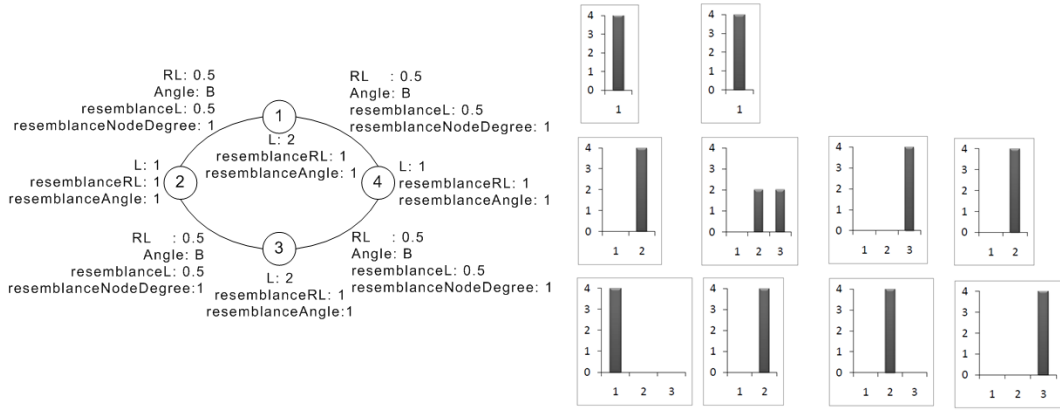 RL: 0.5
Angle: B
resemblanceL: 0.5
resemblanceNodeDegree: 1
RL : 0.5
Angle: B
resemblanceL: 0.5
resemblanceNodeDegree: 1
1
L: 2
resemblanceRL: 1
resemblanceAngle: 1
L: 1
resemblanceRL: 1
resemblanceAngle: 1
2
4
L: 1
resemblanceRL: 1
resemblanceAngle: 1
3
L: 2
resemblanceRL: 1
resemblanceAngle:1
RL : 0.5
Angle: B
resemblanceL: 0.5
resemblanceNodeDegree:1
RL : 0.5
Angle: B
resemblanceL: 0.5
resemblanceNodeDegree: 1
4
3
2
1
0
1
4
3
2
1
0
1
4
3
2
1
0
1 2
4
3
2
1
0
1 2 3
4
3
2
1
0
1 2 3
4
3
2
1
0
1 2
4
3
2
1
0
1 2 3
4
3
2
1
0
1 2
4
3
2
1
0
1 2 3
4
3
2
1
0
1 2 3